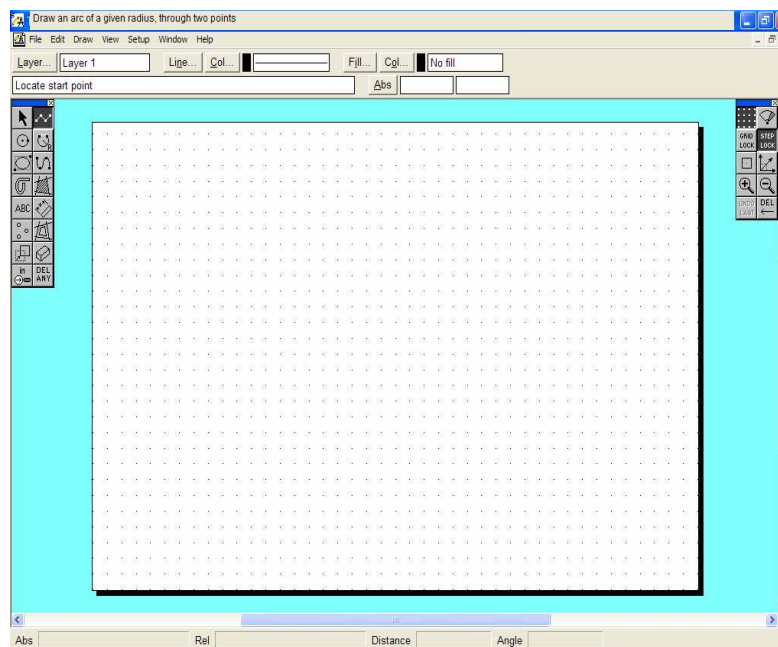 Draw an arc of a given radius, through two points
File Edit Draw View Setup Window Help
Layer... Layer 1 Line... Col... Fill... Col... No fill
Locate start point Abs
GRID LOCK STEP LOCK
ABC
UNDO LAST DEL
in DEL ANY
Abs Rel Distance Angle